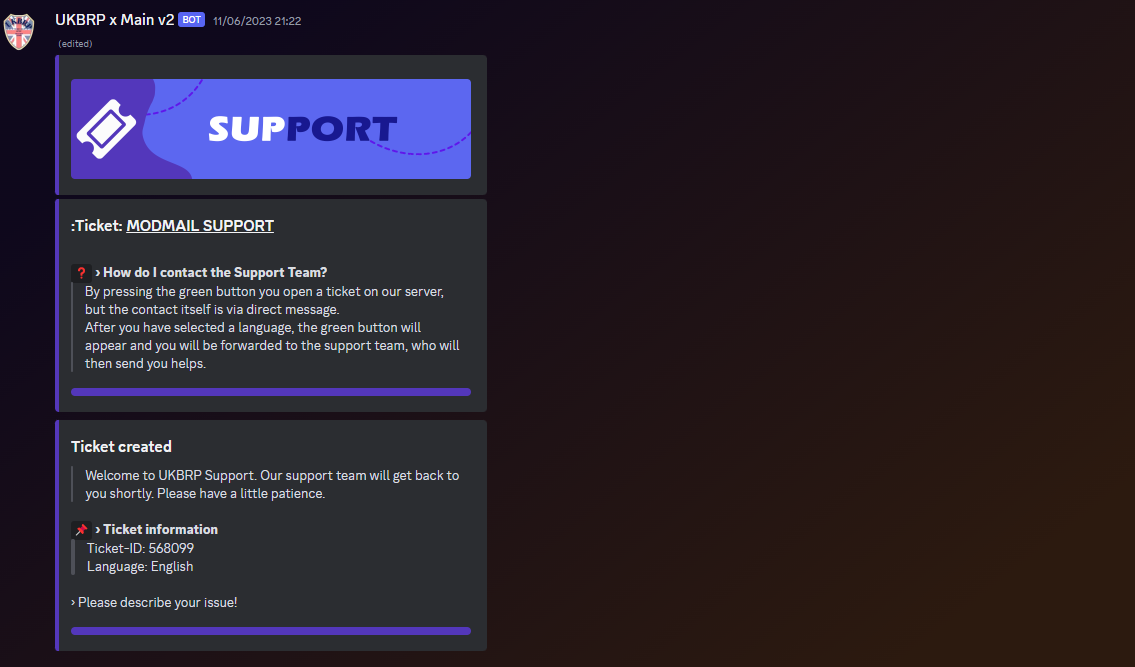 UKBRP x Main v2 BOT 11/06/2023 21:22
(edited)
SUPPORT
:Ticket: MODMAIL SUPPORT
❓ › How do I contact the Support Team?
By pressing the green button you open a ticket on our server,
but the contact itself is via direct message.
After you have selected a language, the green button will
appear and you will be forwarded to the support team, who will
then send you helps.
Ticket created
Welcome to UKBRP Support. Our support team will get back to
you shortly. Please have a little patience.
📌 › Ticket information
Ticket-ID: 568099
Language: English
› Please describe your issue!